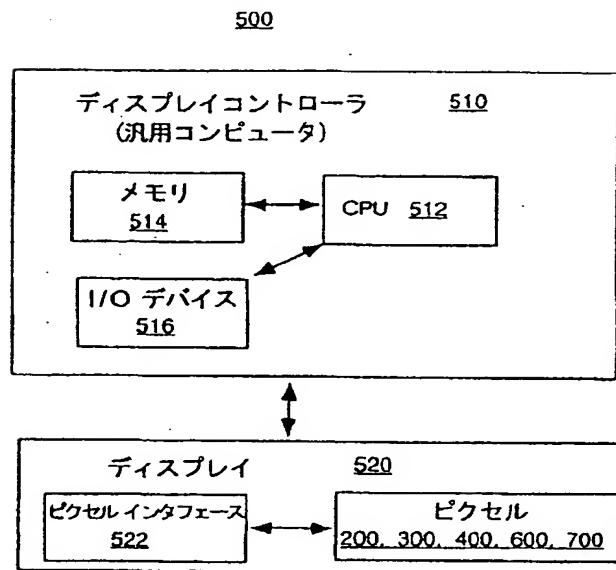 500
ディスプレイコントローラ 510
(汎用コンピュータ)
メモリ
514
CPU 512
I/O デバイス
516
ディスプレイ 520
ピクセル インタフェース
522
ピクセル
200, 300, 400, 600, 700